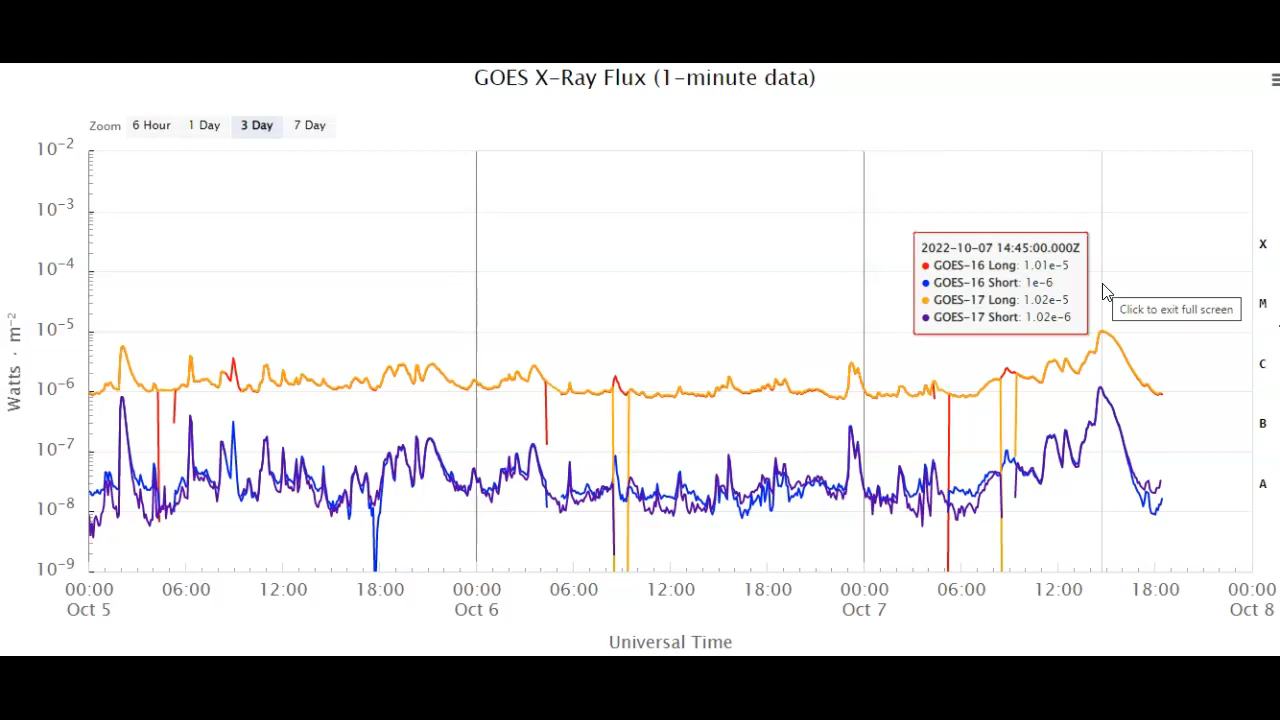 GOES X-Ray Flux (1-minute data)
Zoom 6 Hour 1 Day 3 Day 7 Day
10⁻²
10⁻³
10⁻⁴
10⁻⁵
10⁻⁶
10⁻⁷
10⁻⁸
10⁻⁹
Watts · m⁻²
2022-10-07 14:45:00.000Z
GOES-16 Long: 1.01e-5
GOES-16 Short: 1e-6
GOES-17 Long: 1.02e-5
GOES-17 Short: 1.02e-6
Click to exit full screen
X
M
C
B
A
00:00 06:00 12:00 18:00 00:00 06:00 12:00 18:00 00:00 06:00 12:00 18:00 00:00
Oct 5 Oct 6 Oct 7 Oct 8
Universal Time